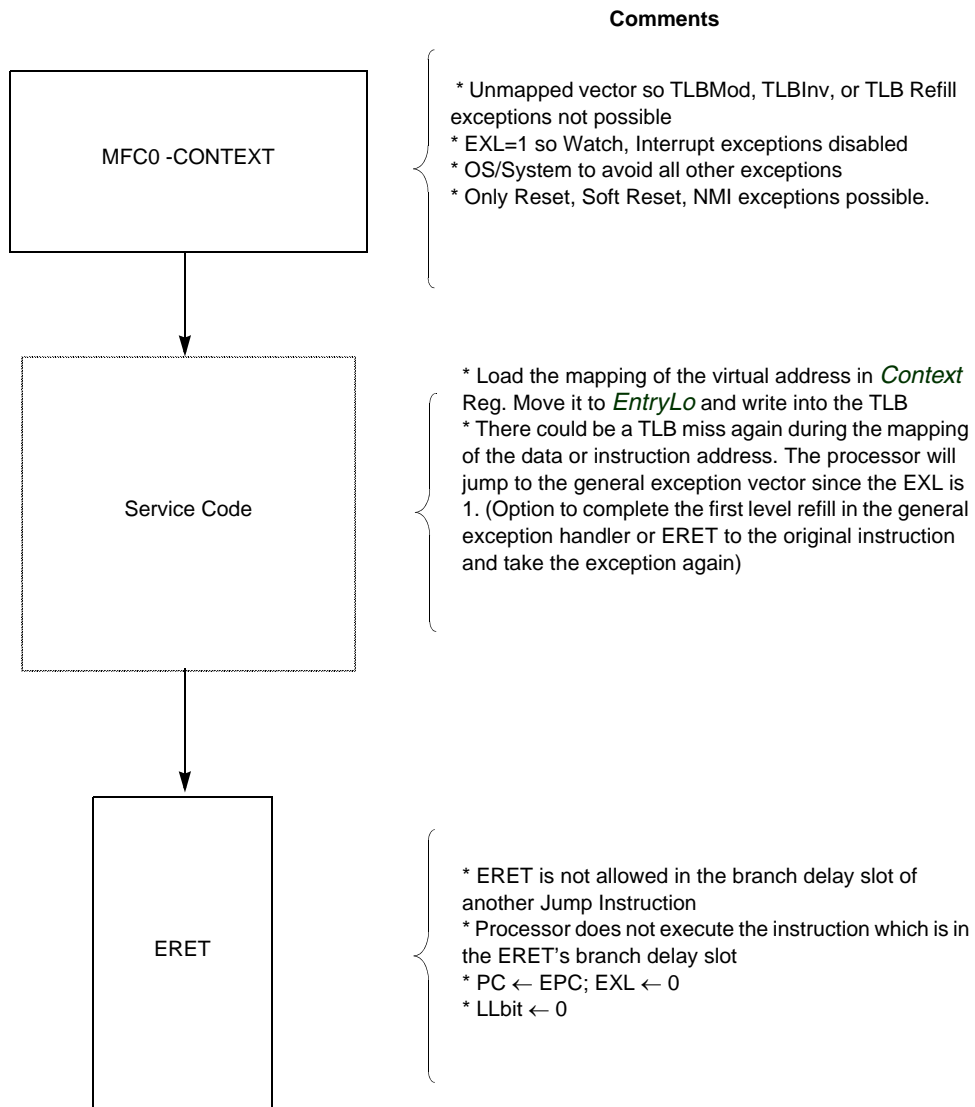 Comments
MFC0 -CONTEXT
* Unmapped vector so TLBMod, TLBInv, or TLB Refill
exceptions not possible
* EXL=1 so Watch, Interrupt exceptions disabled
* OS/System to avoid all other exceptions
* Only Reset, Soft Reset, NMI exceptions possible.
Service Code
* Load the mapping of the virtual address in Context
Reg. Move it to EntryLo and write into the TLB
* There could be a TLB miss again during the mapping
of the data or instruction address. The processor will
jump to the general exception vector since the EXL is
1. (Option to complete the first level refill in the general
exception handler or ERET to the original instruction
and take the exception again)
ERET
* ERET is not allowed in the branch delay slot of
another Jump Instruction
* Processor does not execute the instruction which is in
the ERET's branch delay slot
* PC ← EPC; EXL ← 0
* LLbit ← 0